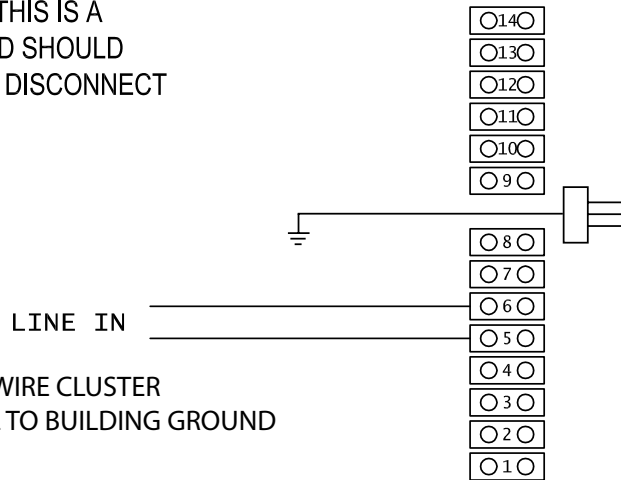 THIS IS A
D SHOULD
DISCONNECT
14
13
12
11
10
9
8
7
6
LINE IN
5
4
WIRE CLUSTER
3
TO BUILDING GROUND
2
1